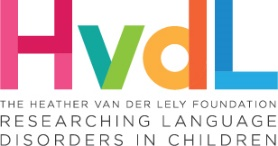 HvdL
THE HEATHER VAN DER LELY FOUNDATION
RESEARCHING LANGUAGE
DISORDERS IN CHILDREN